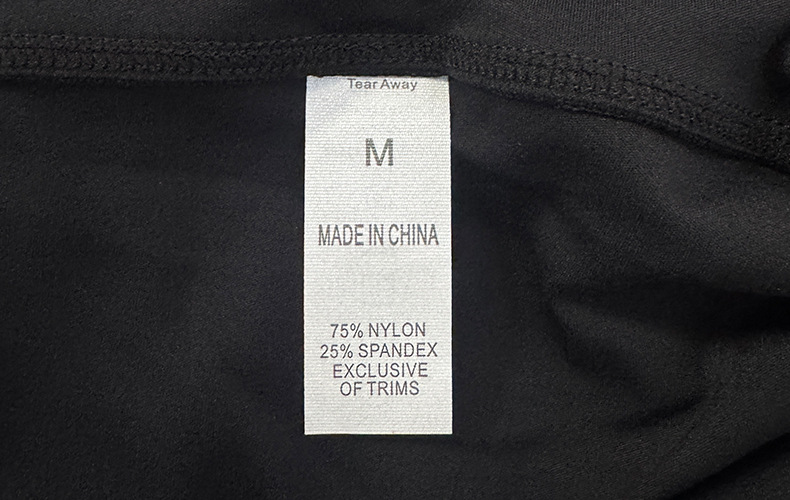 Tear Away
M
MADE IN CHINA
75% NYLON
25% SPANDEX
EXCLUSIVE
OF TRIMS